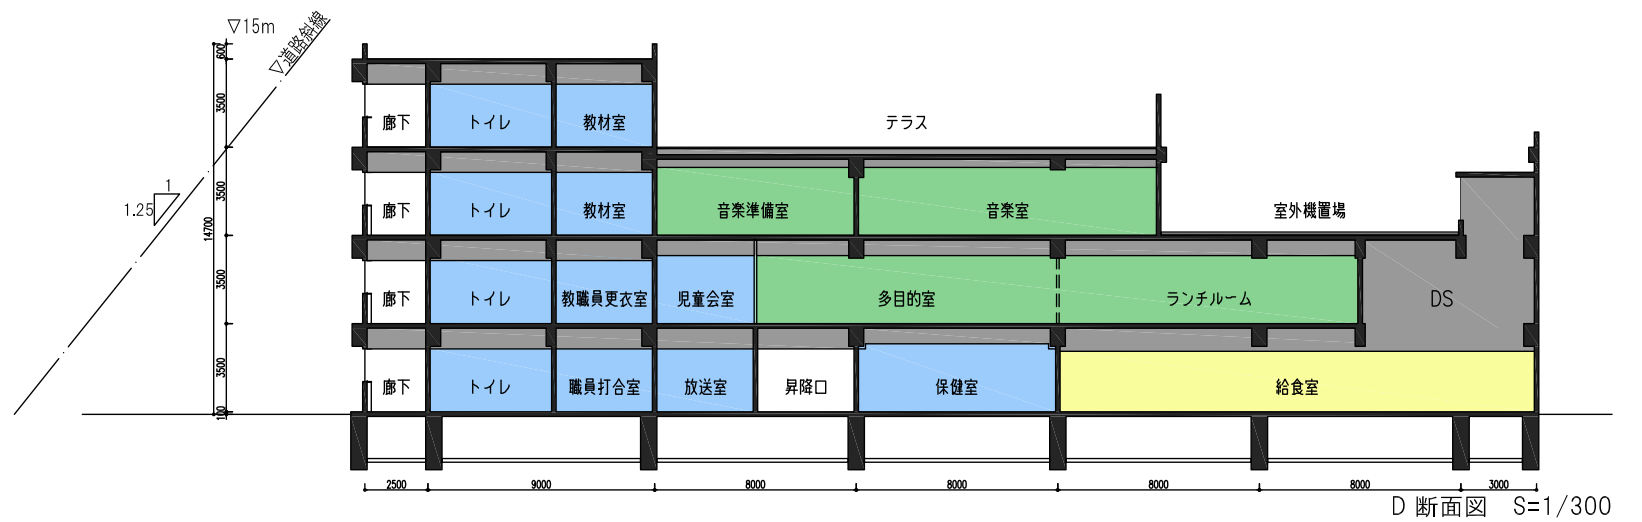 ▽15m
▽道路斜線
600
3500
3500
14700
3500
3500
100
1
1.25
廊下 トイレ 教材室 テラス
廊下 トイレ 教材室 音楽準備室 音楽室 室外機置場
廊下 トイレ 教職員更衣室 児童会室 多目的室 ランチルーム DS
廊下 トイレ 職員打合室 放送室 昇降口 保健室 給食室
2500 9000 8000 8000 8000 8000 3000
D 断面図 S=1/300